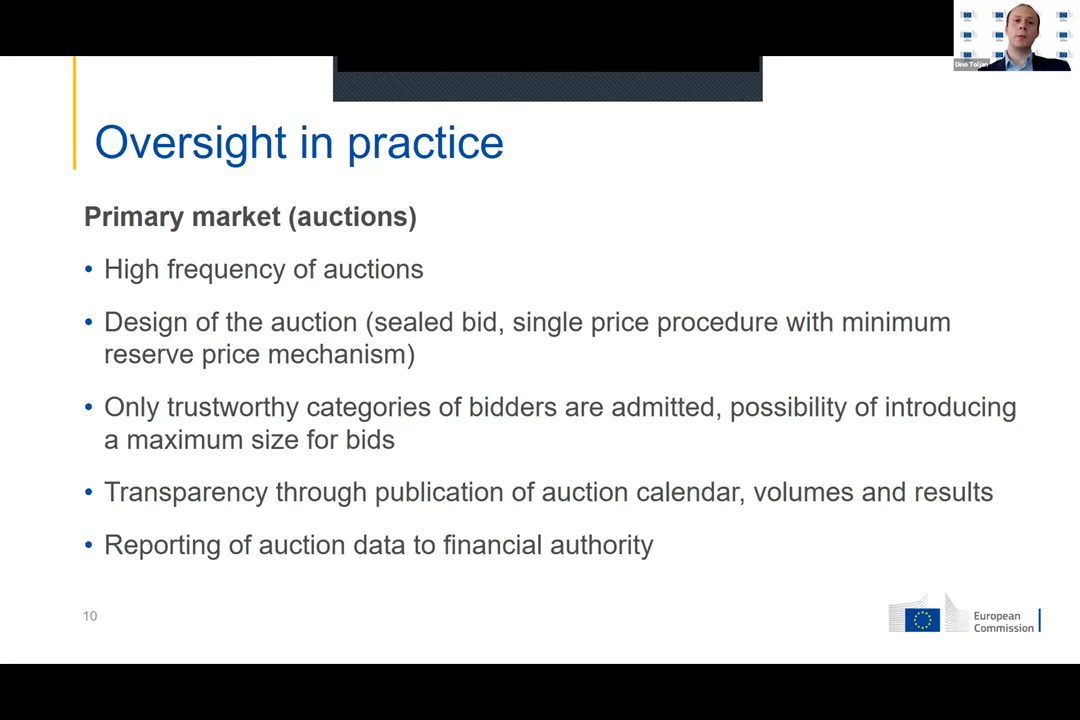 Dino Toljan
Oversight in practice
Primary market (auctions)
• High frequency of auctions
• Design of the auction (sealed bid, single price procedure with minimum
reserve price mechanism)
• Only trustworthy categories of bidders are admitted, possibility of introducing
a maximum size for bids
• Transparency through publication of auction calendar, volumes and results
• Reporting of auction data to financial authority
10
European
Commission